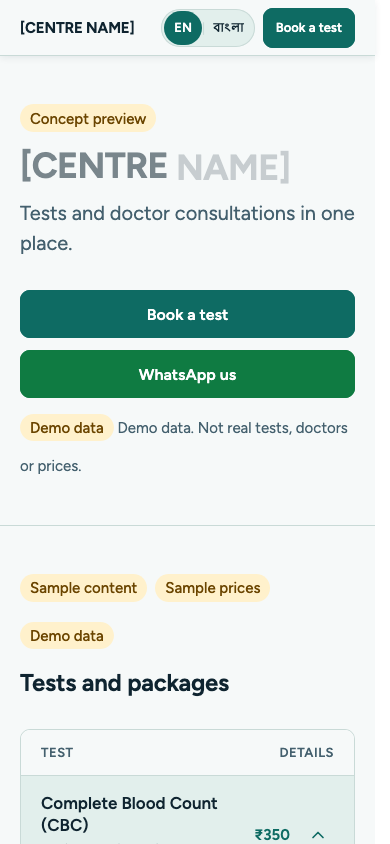 [CENTRE NAME]
EN
বাংলা
Book a test
Concept preview
[CENTRE NAME]
Tests and doctor consultations in one
place.
Book a test
WhatsApp us
Demo data Demo data. Not real tests, doctors
or prices.
Sample content Sample prices
Demo data
Tests and packages
TEST DETAILS
Complete Blood Count
(CBC)
₹350